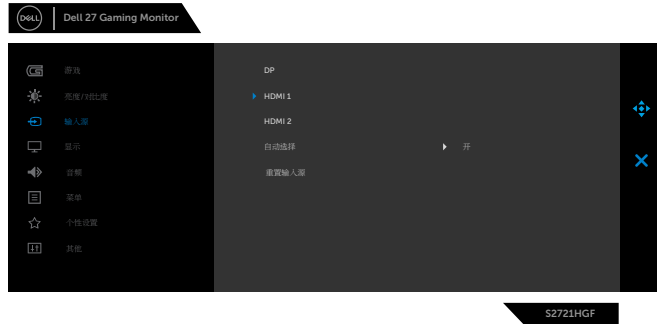 DELL
Dell 27 Gaming Monitor
游戏
亮度/对比度
输入源
显示
音频
菜单
个性设置
其他
DP
HDMI 1
HDMI 2
自动选择 开
重置输入源
S2721HGF